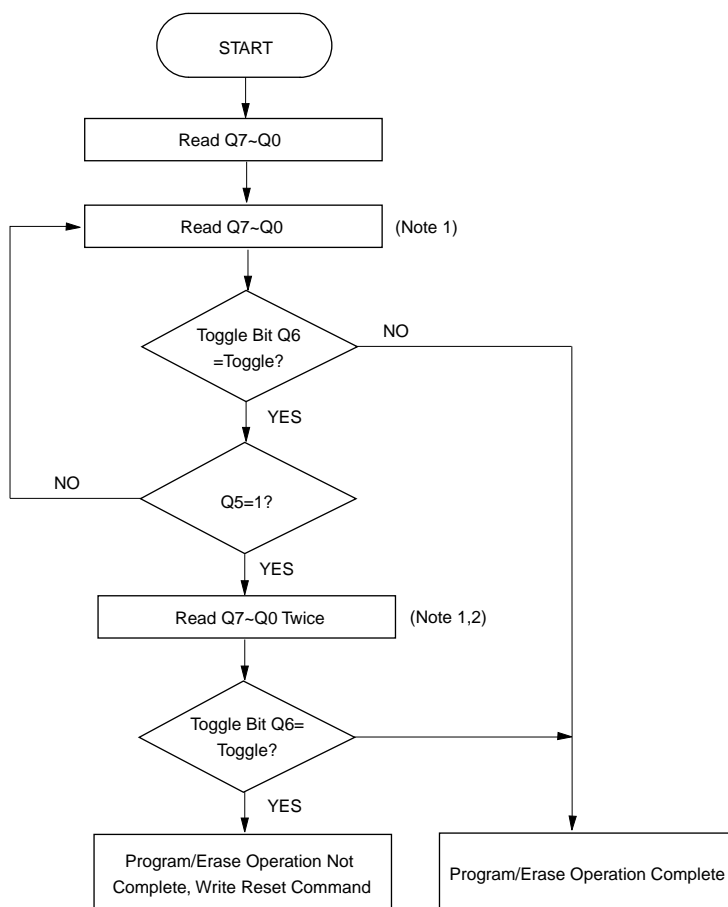 START
Read Q7~Q0
Read Q7~Q0
(Note 1)
Toggle Bit Q6
=Toggle?
NO
YES
NO
Q5=1?
YES
Read Q7~Q0 Twice
(Note 1,2)
Toggle Bit Q6=
Toggle?
YES
Program/Erase Operation Not
Complete, Write Reset Command
Program/Erase Operation Complete